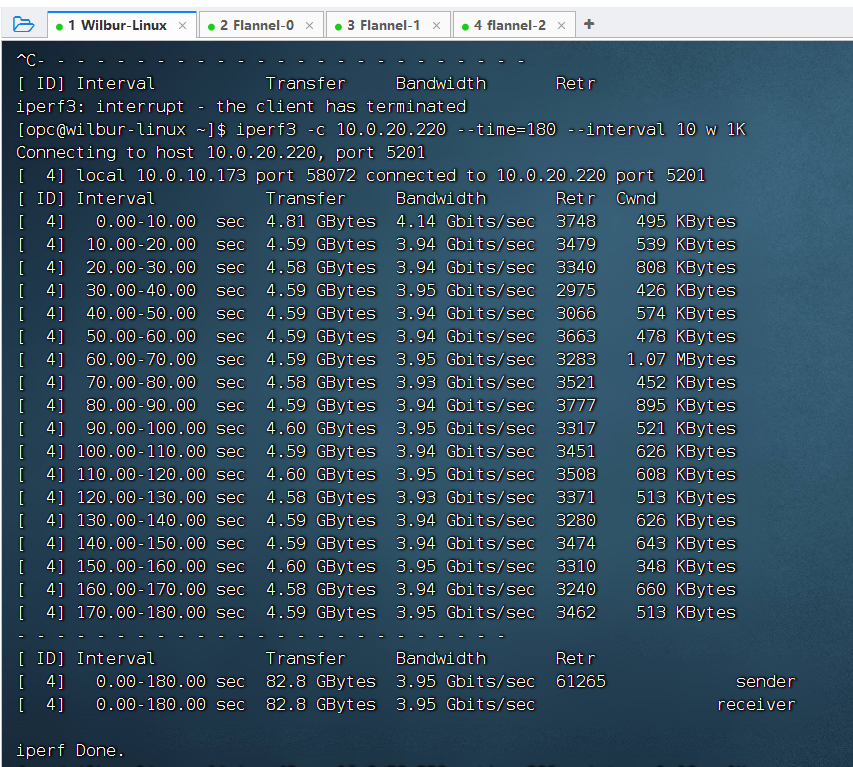 1 Wilbur-Linux × 2 Flannel-0 × 3 Flannel-1 × 4 flannel-2 × +
^C- - - - - - - - - - - - - - - - - - - - - - - - -
[ ID] Interval           Transfer     Bandwidth       Retr
iperf3: interrupt - the client has terminated
[opc@wilbur-linux ~]$ iperf3 -c 10.0.20.220 --time=180 --interval 10 w 1K
Connecting to host 10.0.20.220, port 5201
[  4] local 10.0.10.173 port 58072 connected to 10.0.20.220 port 5201
[ ID] Interval           Transfer     Bandwidth       Retr  Cwnd
[  4]   0.00-10.00  sec  4.81 GBytes  4.14 Gbits/sec  3748    495 KBytes
[  4]  10.00-20.00  sec  4.59 GBytes  3.94 Gbits/sec  3479    539 KBytes
[  4]  20.00-30.00  sec  4.58 GBytes  3.94 Gbits/sec  3340    808 KBytes
[  4]  30.00-40.00  sec  4.59 GBytes  3.95 Gbits/sec  2975    426 KBytes
[  4]  40.00-50.00  sec  4.59 GBytes  3.94 Gbits/sec  3066    574 KBytes
[  4]  50.00-60.00  sec  4.59 GBytes  3.94 Gbits/sec  3663    478 KBytes
[  4]  60.00-70.00  sec  4.59 GBytes  3.95 Gbits/sec  3283   1.07 MBytes
[  4]  70.00-80.00  sec  4.58 GBytes  3.93 Gbits/sec  3521    452 KBytes
[  4]  80.00-90.00  sec  4.59 GBytes  3.94 Gbits/sec  3777    895 KBytes
[  4]  90.00-100.00 sec  4.60 GBytes  3.95 Gbits/sec  3317    521 KBytes
[  4] 100.00-110.00 sec  4.59 GBytes  3.94 Gbits/sec  3451    626 KBytes
[  4] 110.00-120.00 sec  4.60 GBytes  3.95 Gbits/sec  3508    608 KBytes
[  4] 120.00-130.00 sec  4.58 GBytes  3.93 Gbits/sec  3371    513 KBytes
[  4] 130.00-140.00 sec  4.59 GBytes  3.94 Gbits/sec  3280    626 KBytes
[  4] 140.00-150.00 sec  4.59 GBytes  3.94 Gbits/sec  3474    643 KBytes
[  4] 150.00-160.00 sec  4.60 GBytes  3.95 Gbits/sec  3310    348 KBytes
[  4] 160.00-170.00 sec  4.58 GBytes  3.94 Gbits/sec  3240    660 KBytes
[  4] 170.00-180.00 sec  4.59 GBytes  3.95 Gbits/sec  3462    513 KBytes
- - - - - - - - - - - - - - - - - - - - - - - - -
[ ID] Interval           Transfer     Bandwidth       Retr
[  4]   0.00-180.00 sec  82.8 GBytes  3.95 Gbits/sec  61265             sender
[  4]   0.00-180.00 sec  82.8 GBytes  3.95 Gbits/sec                  receiver
iperf Done.